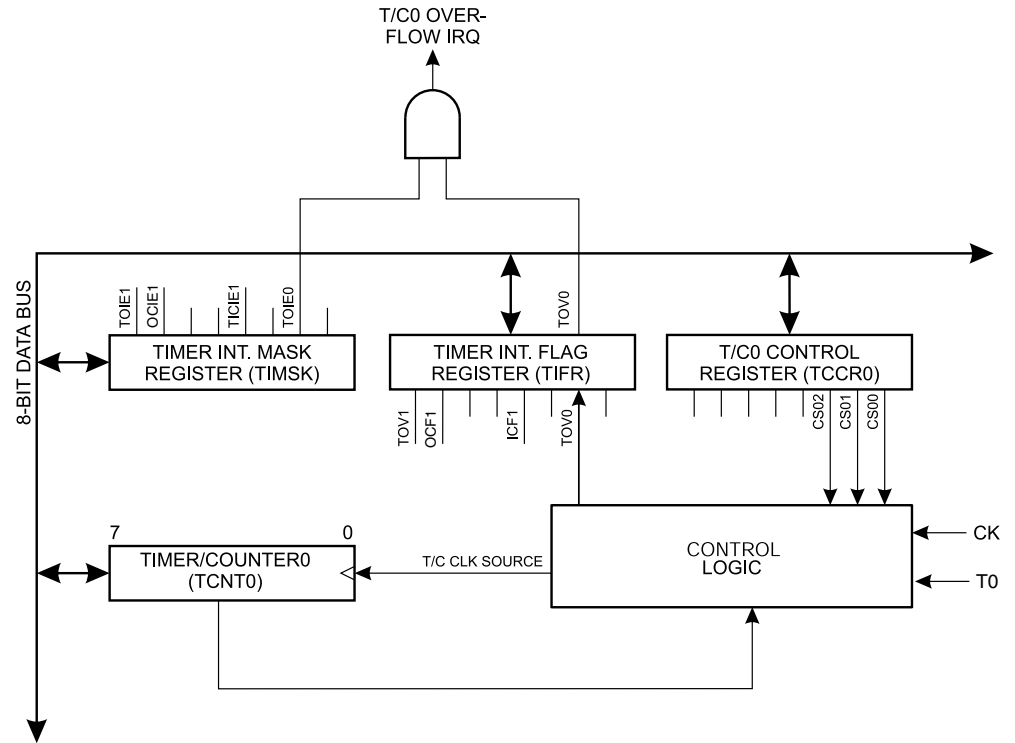 T/C0 OVER-
FLOW IRQ
8-BIT DATA BUS
TOIE1
OCIE1
TICIE1
TOIE0
TOV0
TIMER INT. MASK
REGISTER (TIMSK)
TIMER INT. FLAG
REGISTER (TIFR)
T/C0 CONTROL
REGISTER (TCCR0)
TOV1
OCF1
ICF1
TOV0
CS02
CS01
CS00
7
0
TIMER/COUNTER0
(TCNT0)
T/C CLK SOURCE
CONTROL
LOGIC
CK
T0